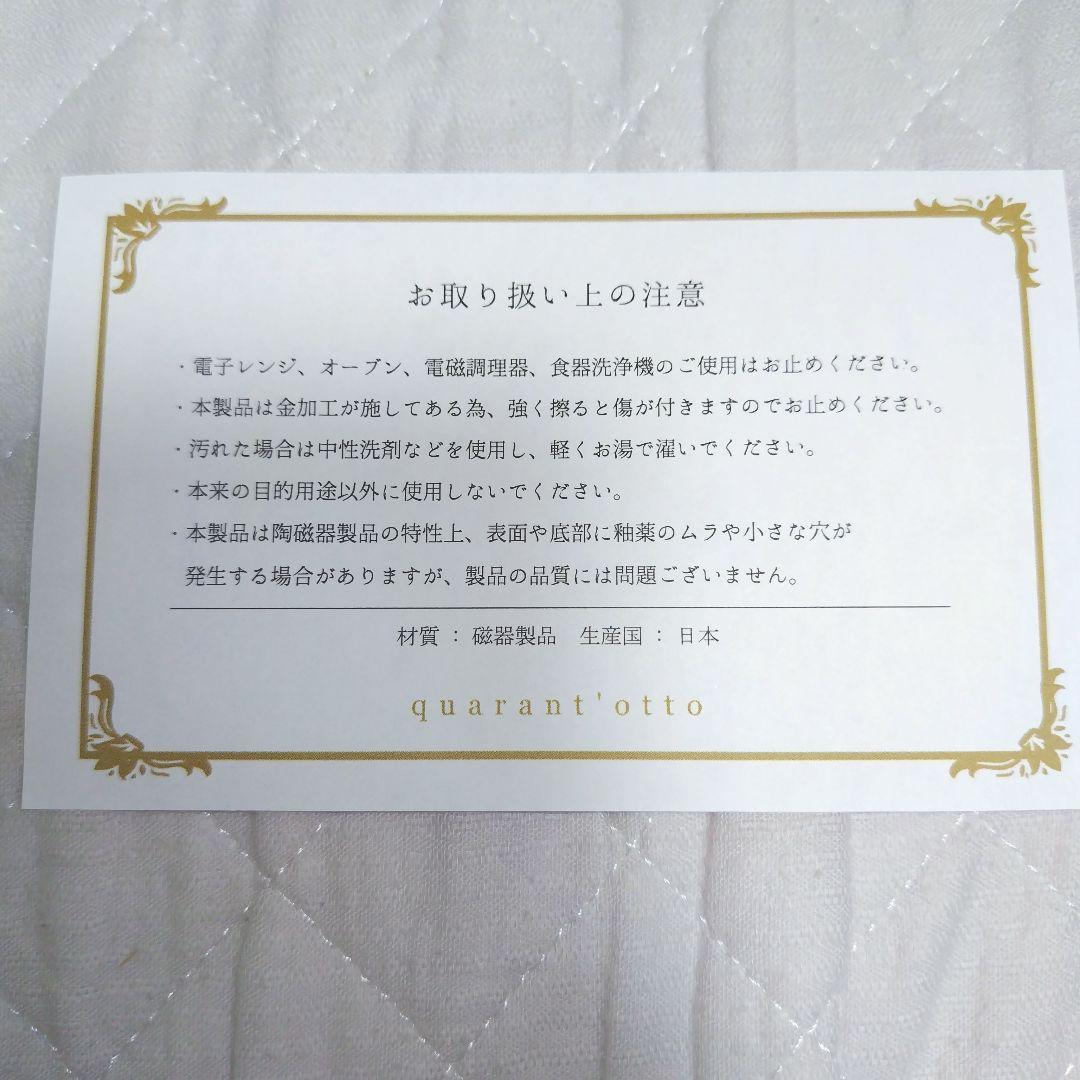 お取り扱い上の注意
・電子レンジ、オーブン、電磁調理器、食器洗浄機のご使用はお止めください。
・本製品は金加工が施してある為、強く擦ると傷が付きますのでお止めください。
・汚れた場合は中性洗剤などを使用し、軽くお湯で濯いでください。
・本来の目的用途以外に使用しないでください。
・本製品は陶磁器製品の特性上、表面や底部に釉薬のムラや小さな穴が
発生する場合がありますが、製品の品質には問題ございません。
材質 : 磁器製品　生産国 : 日本
quarant'otto